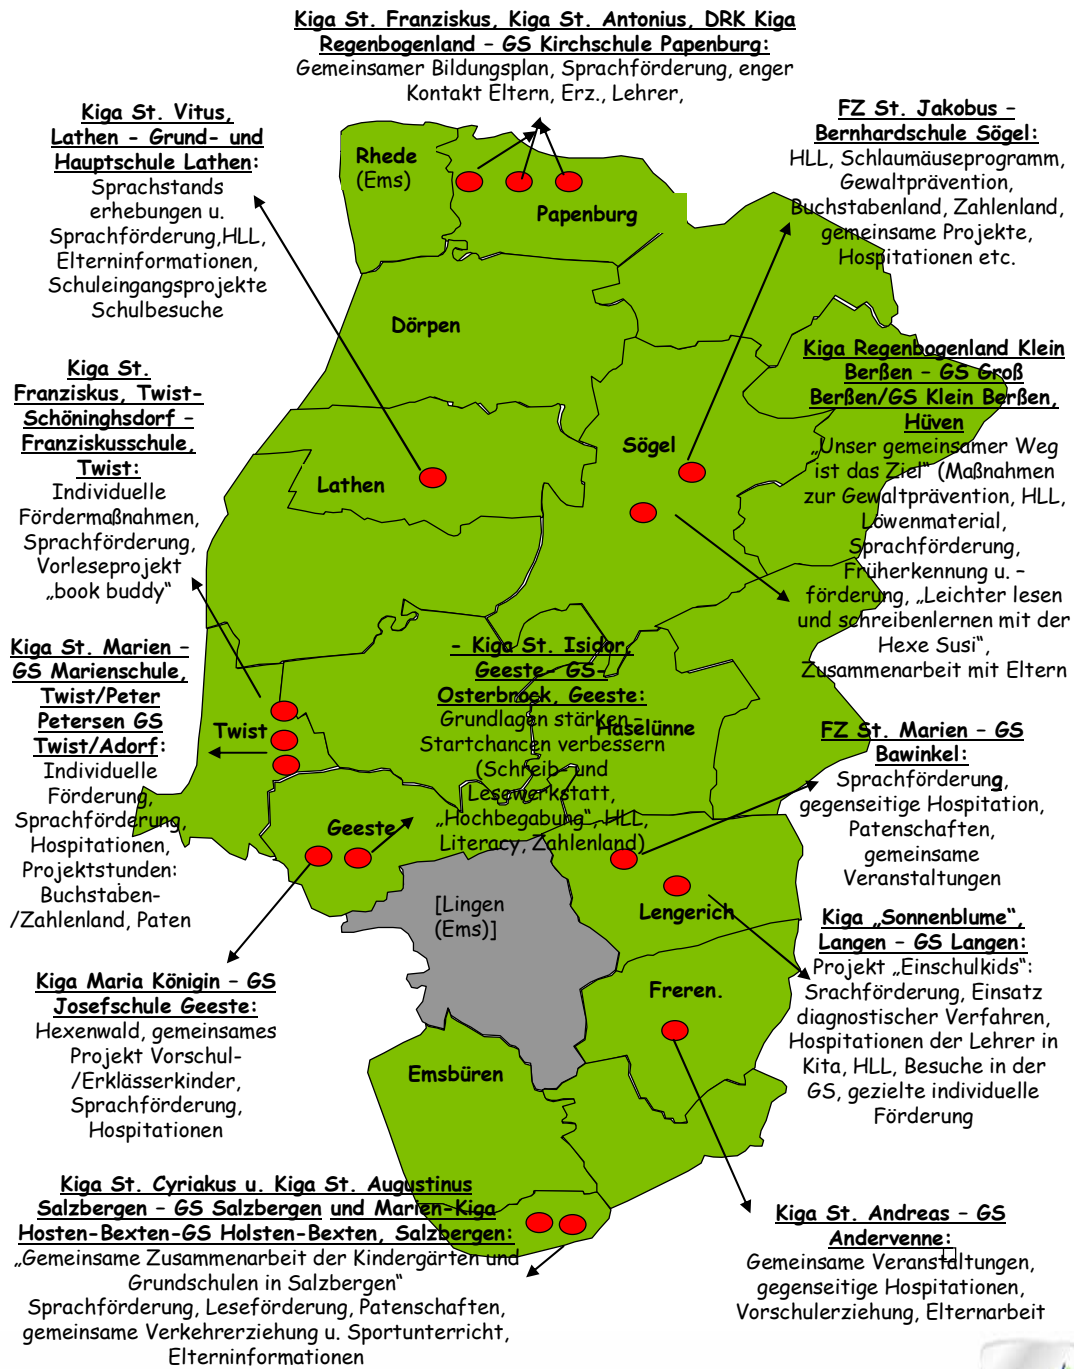 Kiga St. Franziskus, Kiga St. Antonius, DRK Kiga
Regenbogenland – GS Kirchschule Papenburg:
Gemeinsamer Bildungsplan, Sprachförderung, enger
Kontakt Eltern, Erz., Lehrer,
Kiga St. Vitus,
Lathen - Grund- und
Hauptschule Lathen:
Sprachstands
erhebungen u.
Sprachförderung,HLL,
Elterninformationen,
Schuleingangsprojekte
Schulbesuche
FZ St. Jakobus –
Bernhardschule Sögel:
HLL, Schlaumäuseprogramm,
Gewaltprävention,
Buchstabenland, Zahlenland,
gemeinsame Projekte,
Hospitationen etc.
Rhede
(Ems)
Papenburg
Dörpen
Kiga St.
Franziskus, Twist-
Schöninghsdorf –
Franziskusschule,
Twist:
Individuelle
Fördermaßnahmen,
Sprachförderung,
Vorleseprojekt
„book buddy“
Kiga Regenbogenland Klein
Berßen – GS Groß
Berßen/GS Klein Berßen,
Hüven
„Unser gemeinsamer Weg
ist das Ziel“ (Maßnahmen
zur Gewaltprävention, HLL,
Löwenmaterial,
Sprachförderung,
Früherkennung u. –
förderung, „Leichter lesen
und schreibenlernen mit der
Hexe Susi“,
Zusammenarbeit mit Eltern
Sögel
Lathen
Kiga St. Marien –
GS Marienschule,
Twist/Peter
Petersen GS
Twist/Adorf:
Individuelle
Förderung,
Sprachförderung,
Hospitationen,
Projektstunden:
Buchstaben-
/Zahlenland, Paten
- Kiga St. Isidor,
Geeste- GS-
Osterbrock, Geeste:
Grundlagen stärken –
Startchancen verbessern
(Schreib- und
Lesewerkstatt,
„Hochbegabung“, HLL,
Literacy, Zahlenland)
Haselünne
Twist
Geeste
FZ St. Marien – GS
Bawinkel:
Sprachförderung,
gegenseitige Hospitation,
Patenschaften,
gemeinsame
Veranstaltungen
[Lingen
(Ems)]
Lengerich
Kiga „Sonnenblume“,
Langen – GS Langen:
Projekt „Einschulkids“:
Srachförderung, Einsatz
diagnostischer Verfahren,
Hospitationen der Lehrer in
Kita, HLL, Besuche in der
GS, gezielte individuelle
Förderung
Freren.
Kiga Maria Königin – GS
Josefschule Geeste:
Hexenwald, gemeinsames
Projekt Vorschul-
/Erklässerkinder,
Sprachförderung,
Hospitationen
Emsbüren
Kiga St. Cyriakus u. Kiga St. Augustinus
Salzbergen – GS Salzbergen und Marien-Kiga
Hosten-Bexten-GS Holsten-Bexten, Salzbergen:
„Gemeinsame Zusammenarbeit der Kindergärten und
Grundschulen in Salzbergen“
Sprachförderung, Leseförderung, Patenschaften,
gemeinsame Verkehrerziehung u. Sportunterricht,
Elterninformationen
Kiga St. Andreas – GS
Andervenne:
Gemeinsame Veranstaltungen,
gegenseitige Hospitationen,
Vorschulerziehung, Elternarbeit